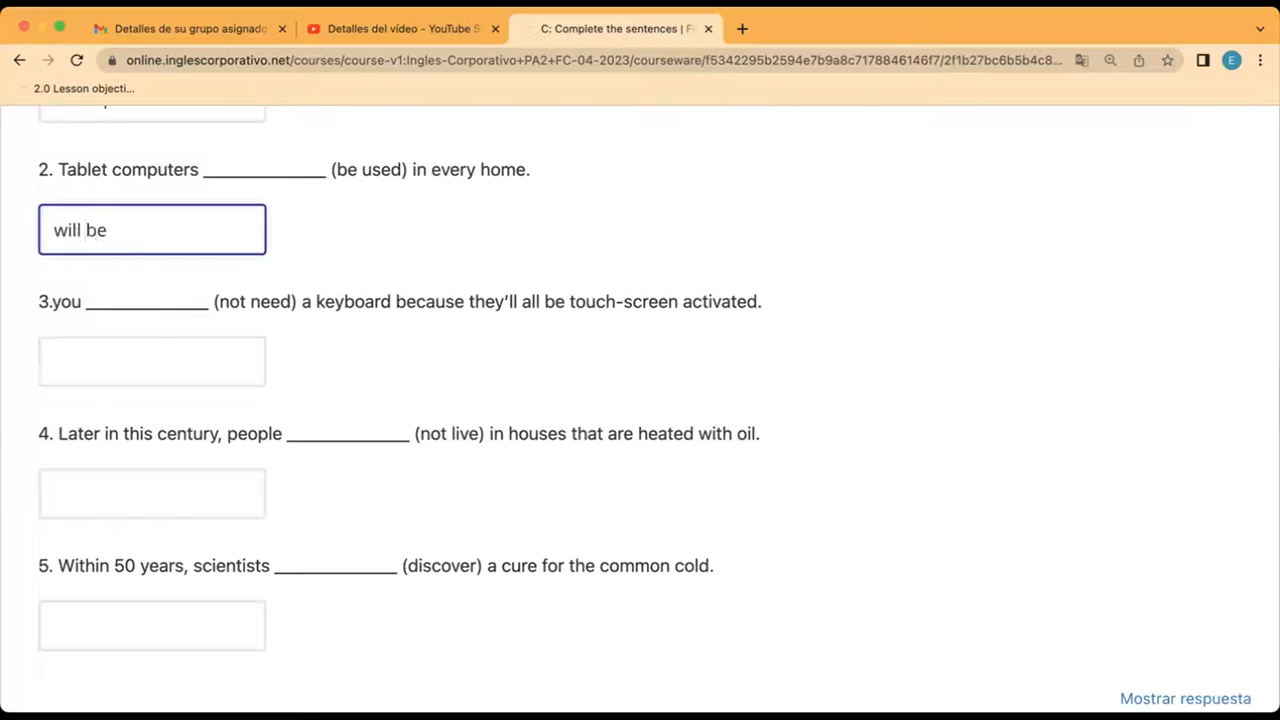 Detalles de su grupo asignado
Detalles del vídeo - YouTube S
C: Complete the sentences | F
online.inglescorporativo.net/courses/course-v1:Ingles-Corporativo+PA2+FC-04-2023/courseware/f5342295b2594e7b9a8c7178846146f7/2f1b27bc6b5b4c8...
E
2.0 Lesson objecti...
2. Tablet computers ____________ (be used) in every home.
will be
3.you ____________ (not need) a keyboard because they’ll all be touch-screen activated.
4. Later in this century, people ____________ (not live) in houses that are heated with oil.
5. Within 50 years, scientists ____________ (discover) a cure for the common cold.
Mostrar respuesta